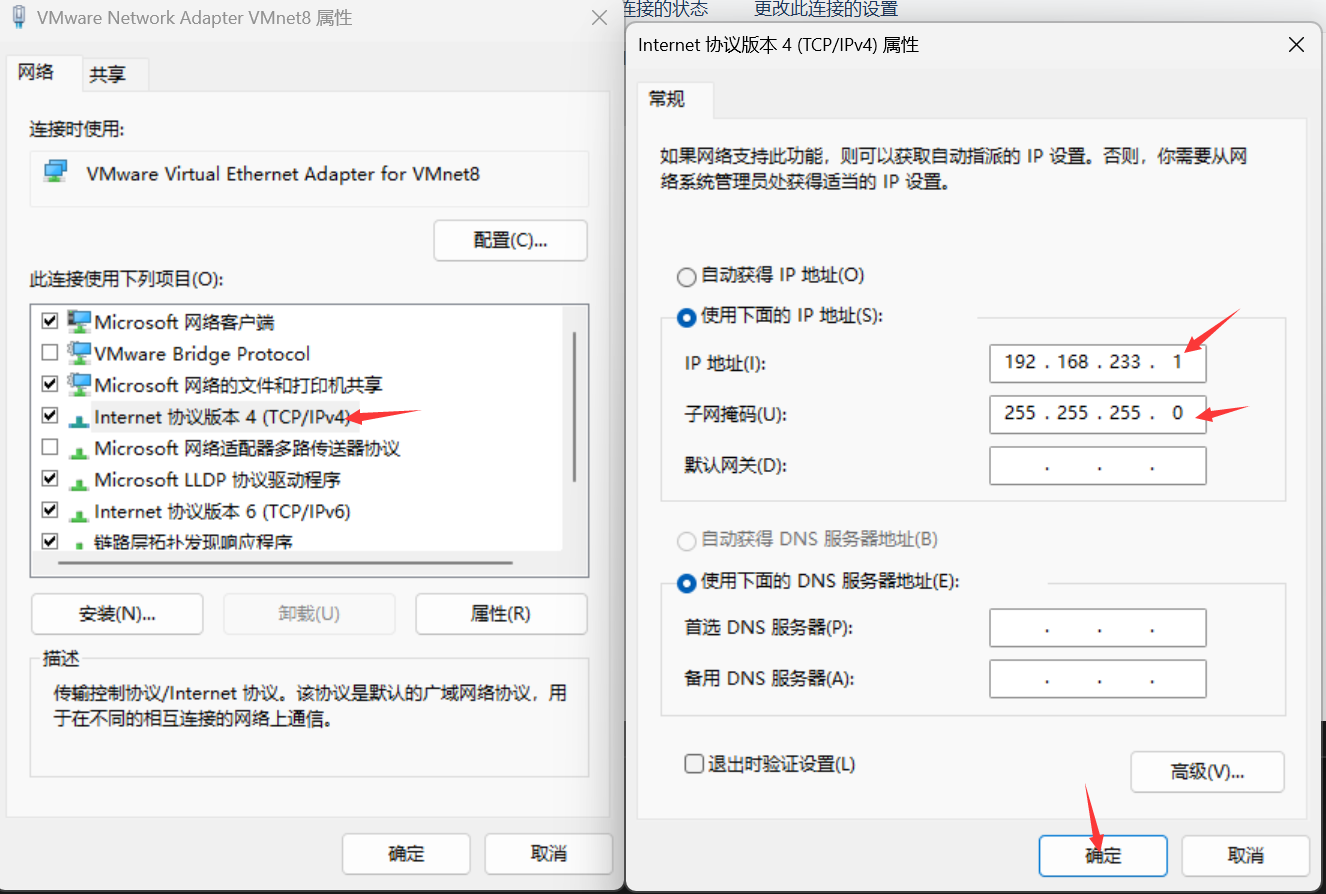 VMware Network Adapter VMnet8 属性
网络
共享
连接时使用:
VMware Virtual Ethernet Adapter for VMnet8
配置(C)...
此连接使用下列项目(O):
Microsoft 网络客户端
VMware Bridge Protocol
Microsoft 网络的文件和打印机共享
Internet 协议版本 4 (TCP/IPv4)
Microsoft 网络适配器多路传送器协议
Microsoft LLDP 协议驱动程序
Internet 协议版本 6 (TCP/IPv6)
链路层拓扑发现响应程序
安装(N)...
卸载(U)
属性(R)
描述
传输控制协议/Internet 协议。该协议是默认的广域网络协议，用
于在不同的相互连接的网络上通信。
确定
取消
连接的状态
更改此连接的设置
Internet 协议版本 4 (TCP/IPv4) 属性
常规
如果网络支持此功能，则可以获取自动指派的 IP 设置。否则，你需要从网
络系统管理员处获得适当的 IP 设置。
自动获得 IP 地址(O)
使用下面的 IP 地址(S):
IP 地址(I):
192 . 168 . 233 . 1
子网掩码(U):
255 . 255 . 255 . 0
默认网关(D):
. . .
自动获得 DNS 服务器地址(B)
使用下面的 DNS 服务器地址(E):
首选 DNS 服务器(P):
. . .
备用 DNS 服务器(A):
. . .
退出时验证设置(L)
高级(V)...
确定
取消